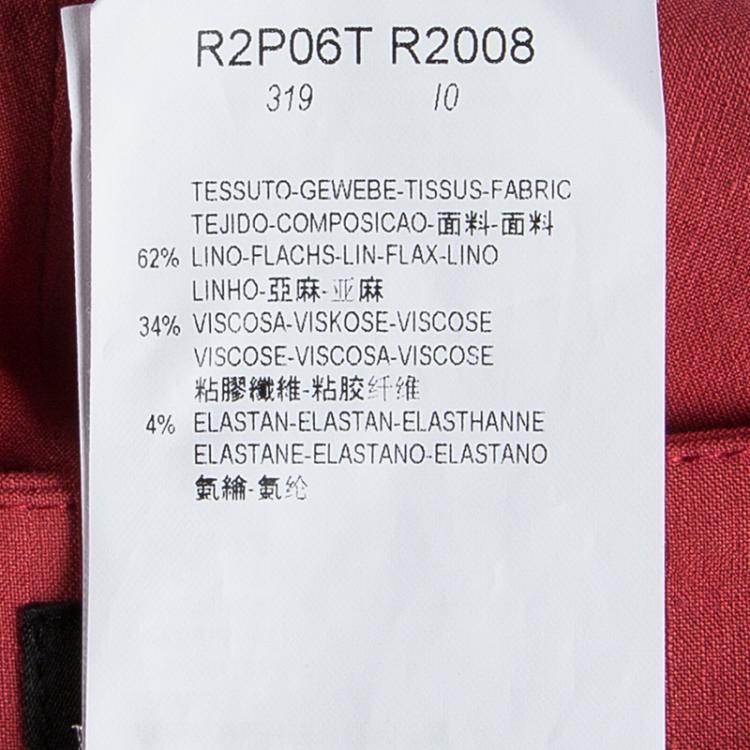 R2P06T R2008
319 10
TESSUTO-GEWEBE-TISSUS-FABRIC
TEJIDO-COMPOSICAO-面料-面料
62% LINO-FLACHS-LIN-FLAX-LINO
LINHO-亞麻-亚麻
34% VISCOSA-VISKOSE-VISCOSE
VISCOSE-VISCOSA-VISCOSE
粘膠纖維-粘胶纤维
4% ELASTAN-ELASTAN-ELASTHANNE
ELASTANE-ELASTANO-ELASTANO
氨綸-氨纶